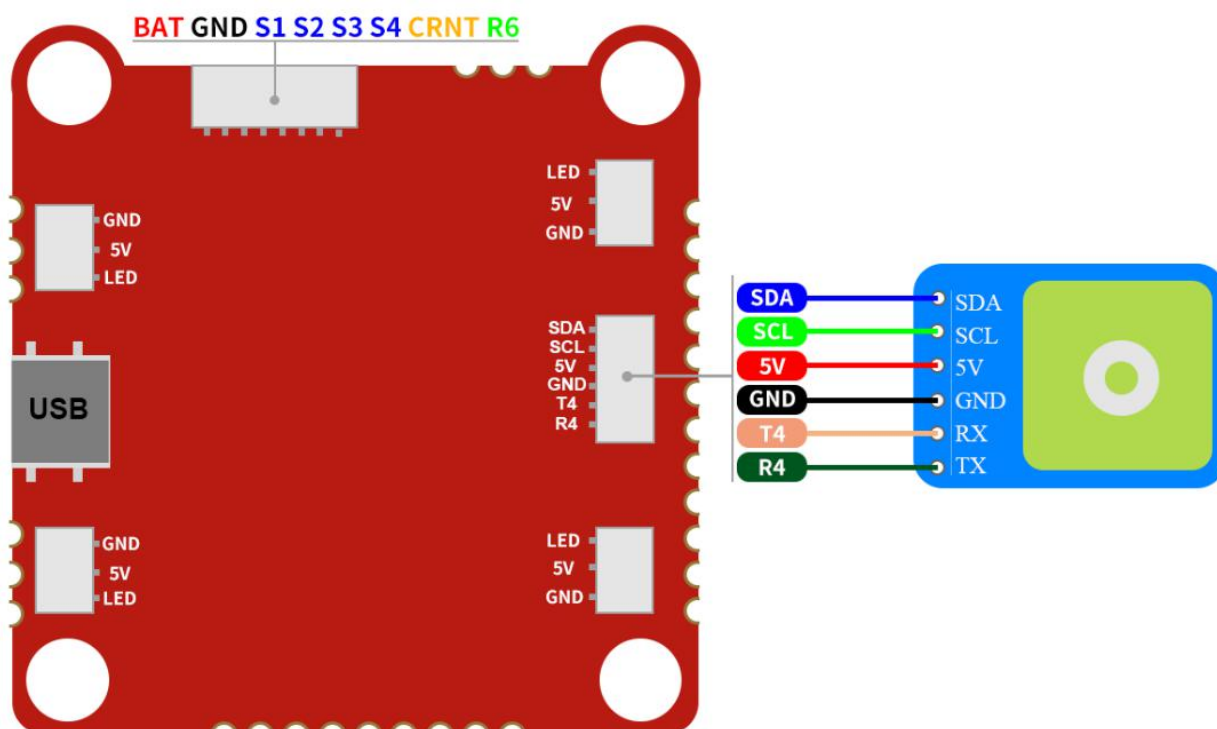 BAT GND S1 S2 S3 S4 CRNT R6
LED
5V
GND
GND
5V
LED
SDA
SCL
5V
GND
T4
R4
SDA
SCL
5V
GND
T4
R4
SDA
SCL
5V
GND
RX
TX
USB
GND
5V
LED
LED
5V
GND